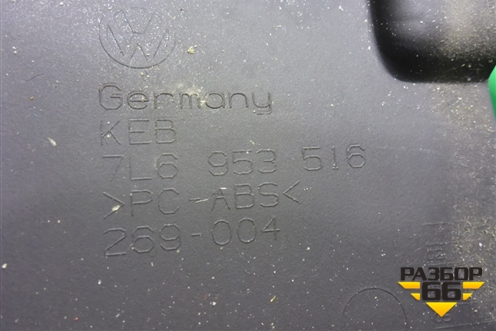 Germany
KEB
7L6 953 516
>PC-ABS<
269-004
РАЗБОР
66